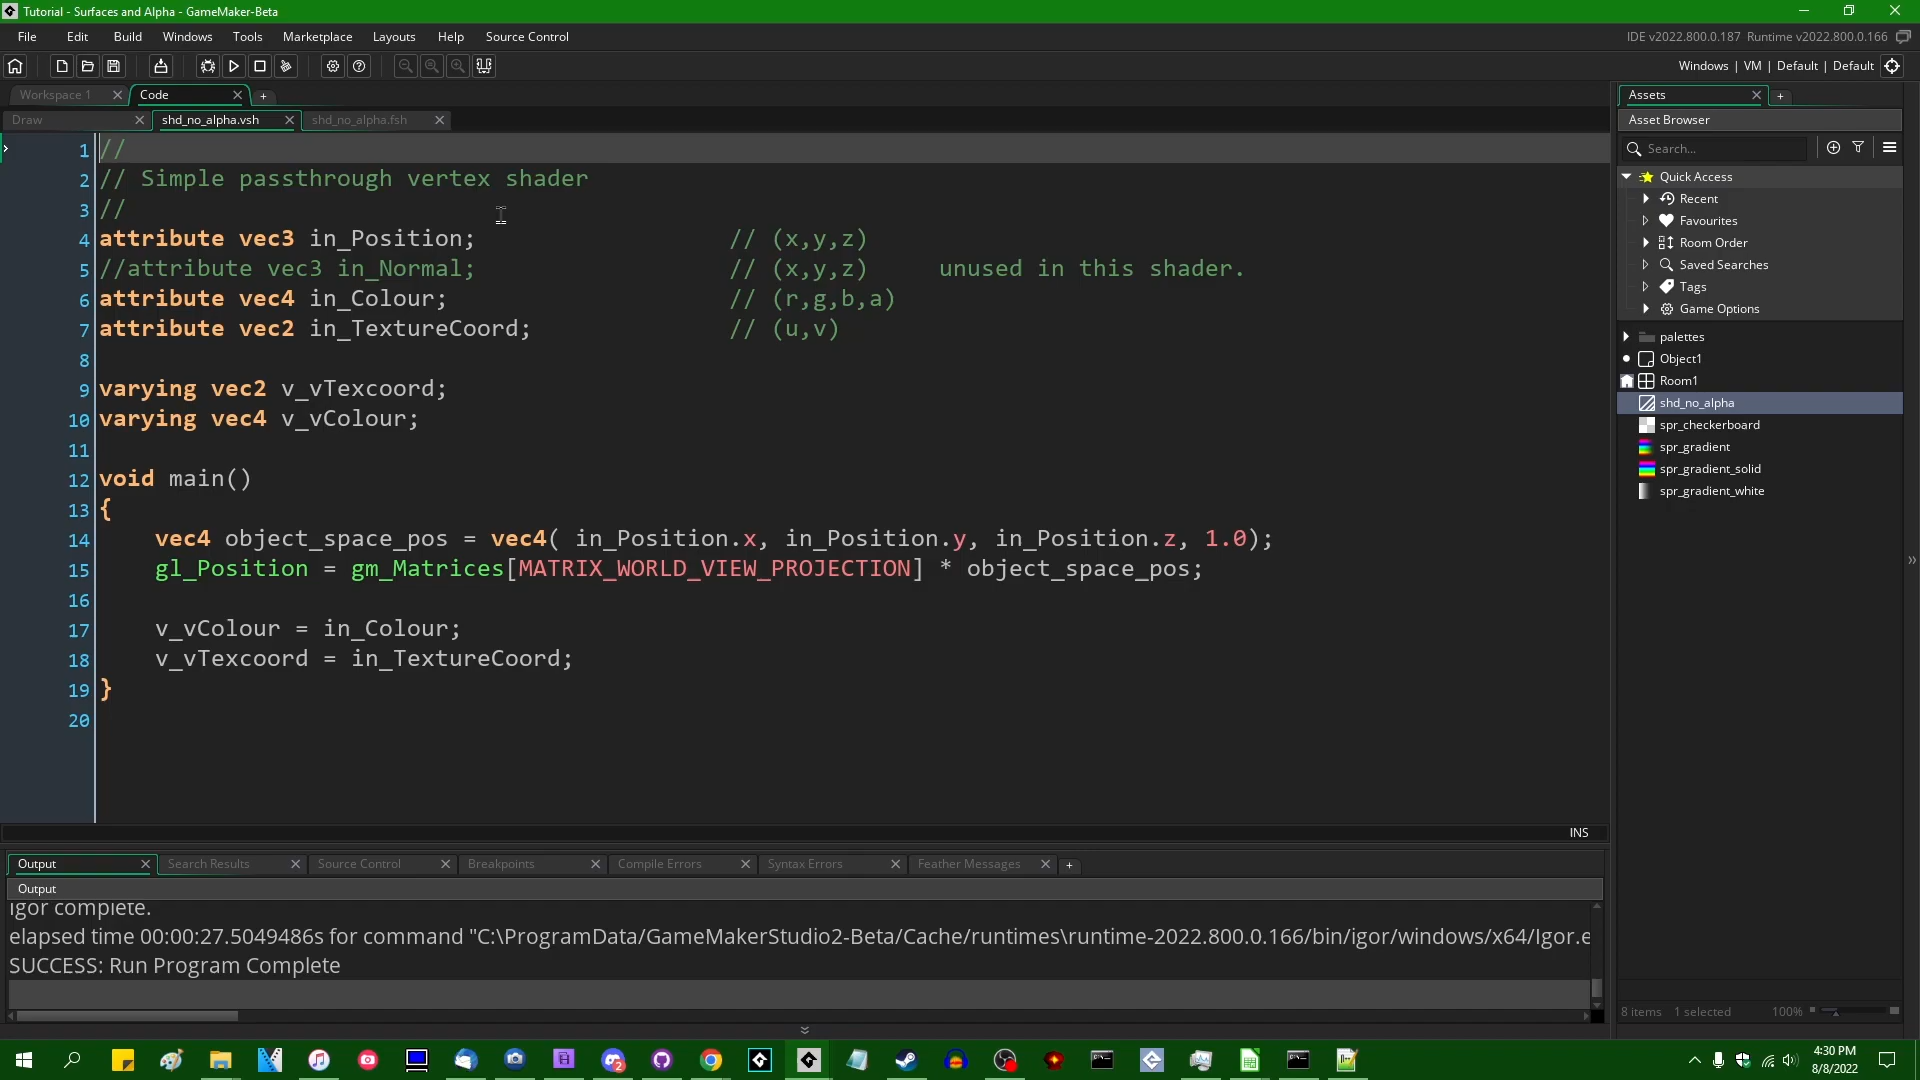 Tutorial - Surfaces and Alpha - GameMaker-Beta
File Edit Build Windows Tools Marketplace Layouts Help Source Control
IDE v2022.800.0.187 Runtime v2022.800.0.166
Windows | VM | Default | Default
Workspace 1 Code +
Draw shd_no_alpha.vsh shd_no_alpha.fsh
1 //
2 // Simple passthrough vertex shader
3 //
4 attribute vec3 in_Position; // (x,y,z)
5 //attribute vec3 in_Normal; // (x,y,z) unused in this shader.
6 attribute vec4 in_Colour; // (r,g,b,a)
7 attribute vec2 in_TextureCoord; // (u,v)
8
9 varying vec2 v_vTexcoord;
10 varying vec4 v_vColour;
11
12 void main()
13 {
14 vec4 object_space_pos = vec4( in_Position.x, in_Position.y, in_Position.z, 1.0);
15 gl_Position = gm_Matrices[MATRIX_WORLD_VIEW_PROJECTION] * object_space_pos;
16
17 v_vColour = in_Colour;
18 v_vTexcoord = in_TextureCoord;
19 }
20
INS
Assets +
Asset Browser
Search...
Quick Access
Recent
Favourites
Room Order
Saved Searches
Tags
Game Options
palettes
Object1
Room1
shd_no_alpha
spr_checkerboard
spr_gradient
spr_gradient_solid
spr_gradient_white
8 items 1 selected 100%
Output Search Results Source Control Breakpoints Compile Errors Syntax Errors Feather Messages +
Output
Igor complete.
elapsed time 00:00:27.5049486s for command "C:\ProgramData/GameMakerStudio2-Beta/Cache/runtimes\runtime-2022.800.0.166/bin/igor/windows/x64/Igor.e
SUCCESS: Run Program Complete
2
4:30 PM
8/8/2022